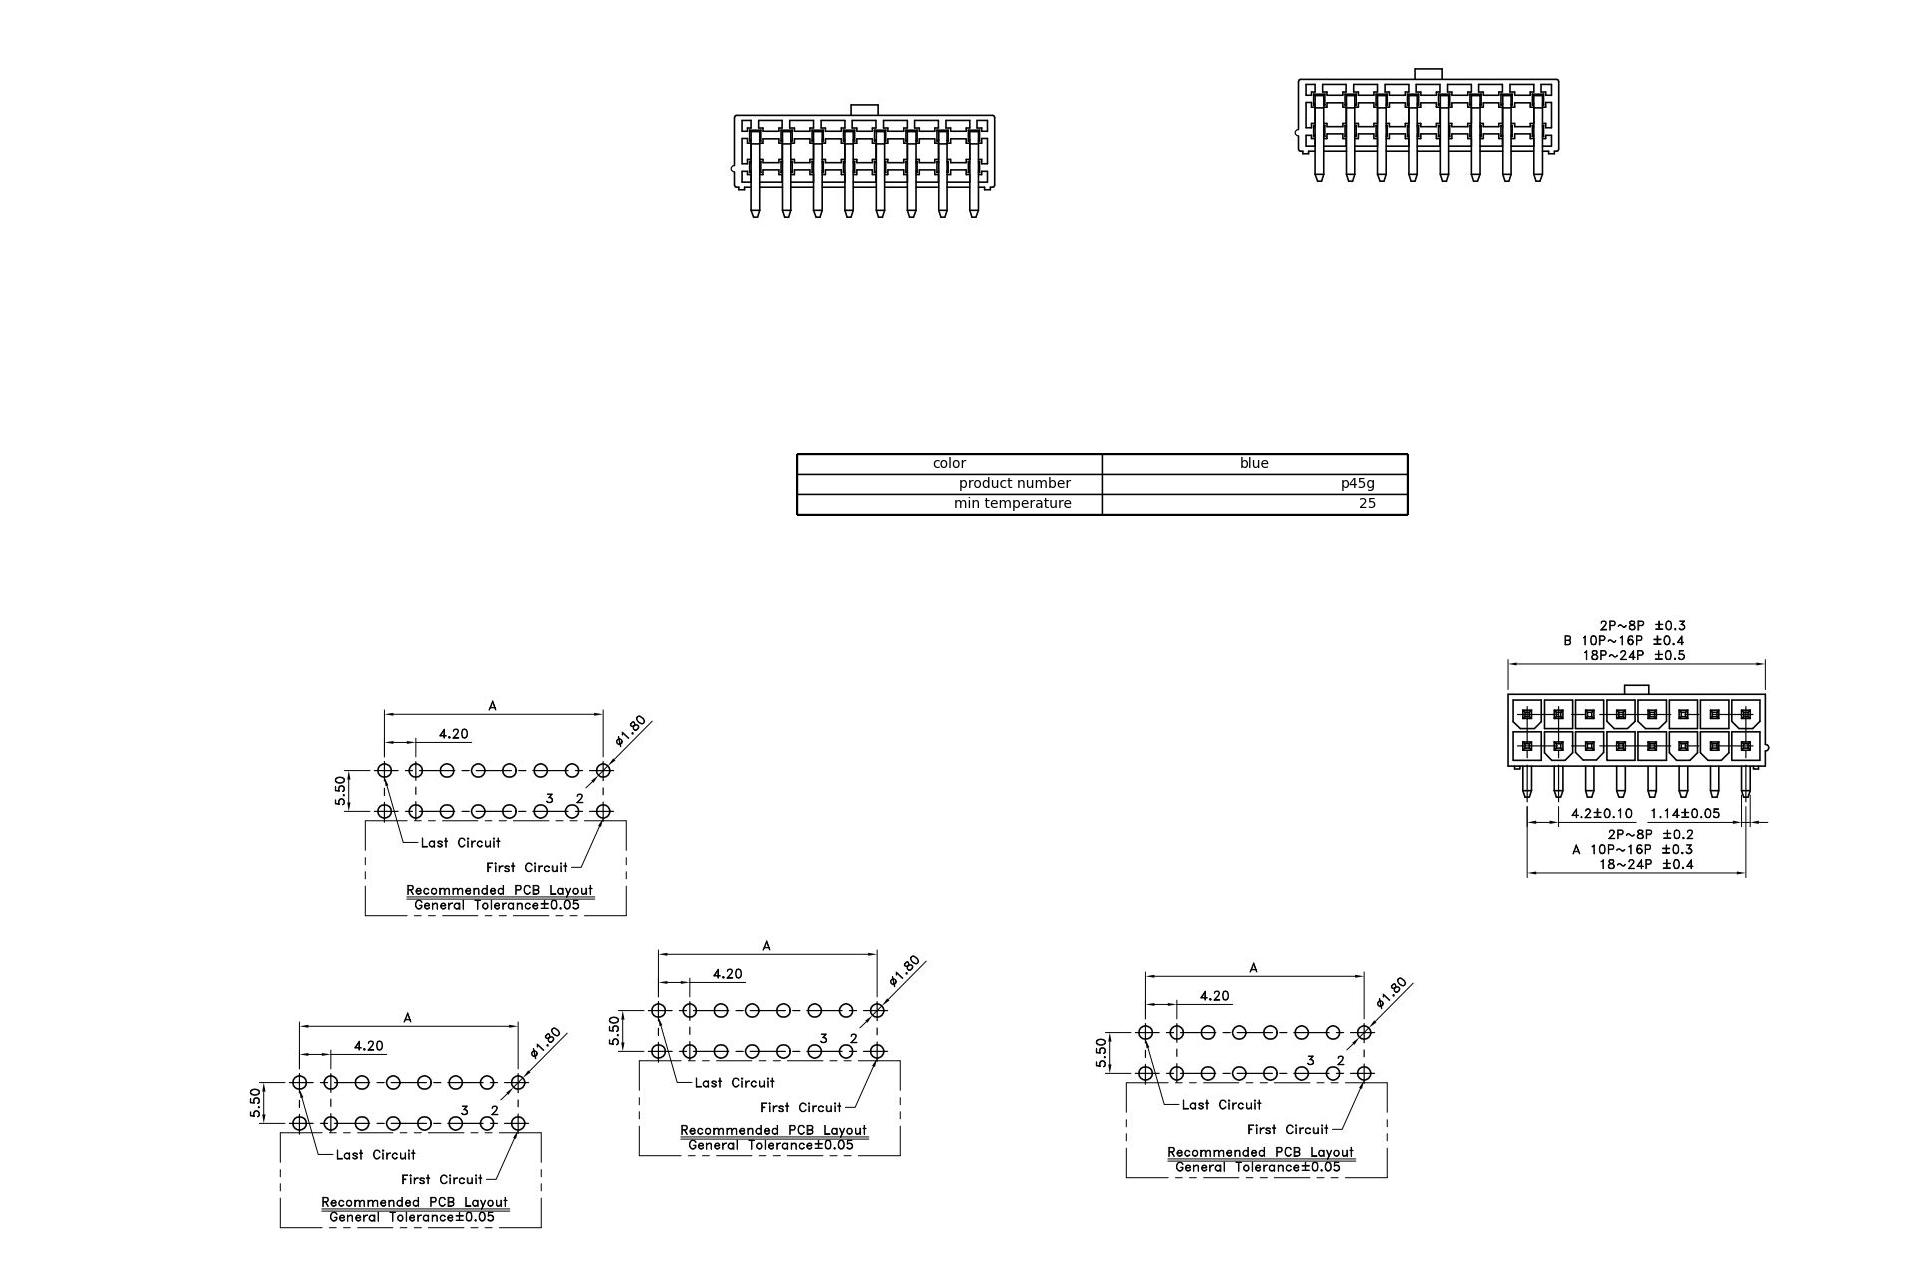 color blue
product number p45g
min temperature 25
2P~8P ±0.3
B 10P~16P ±0.4
18P~24P ±0.5
4.2±0.10 1.14±0.05
2P~8P ±0.2
A 10P~16P ±0.3
18~24P ±0.4
A
4.20
ø1.80
5.50
3 2
Last Circuit
First Circuit
Recommended PCB Layout
General Tolerance±0.05
A
4.20
ø1.80
5.50
3 2
Last Circuit
First Circuit
Recommended PCB Layout
General Tolerance±0.05
A
4.20
ø1.80
5.50
3 2
Last Circuit
First Circuit
Recommended PCB Layout
General Tolerance±0.05
A
4.20
ø1.80
5.50
3 2
Last Circuit
First Circuit
Recommended PCB Layout
General Tolerance±0.05